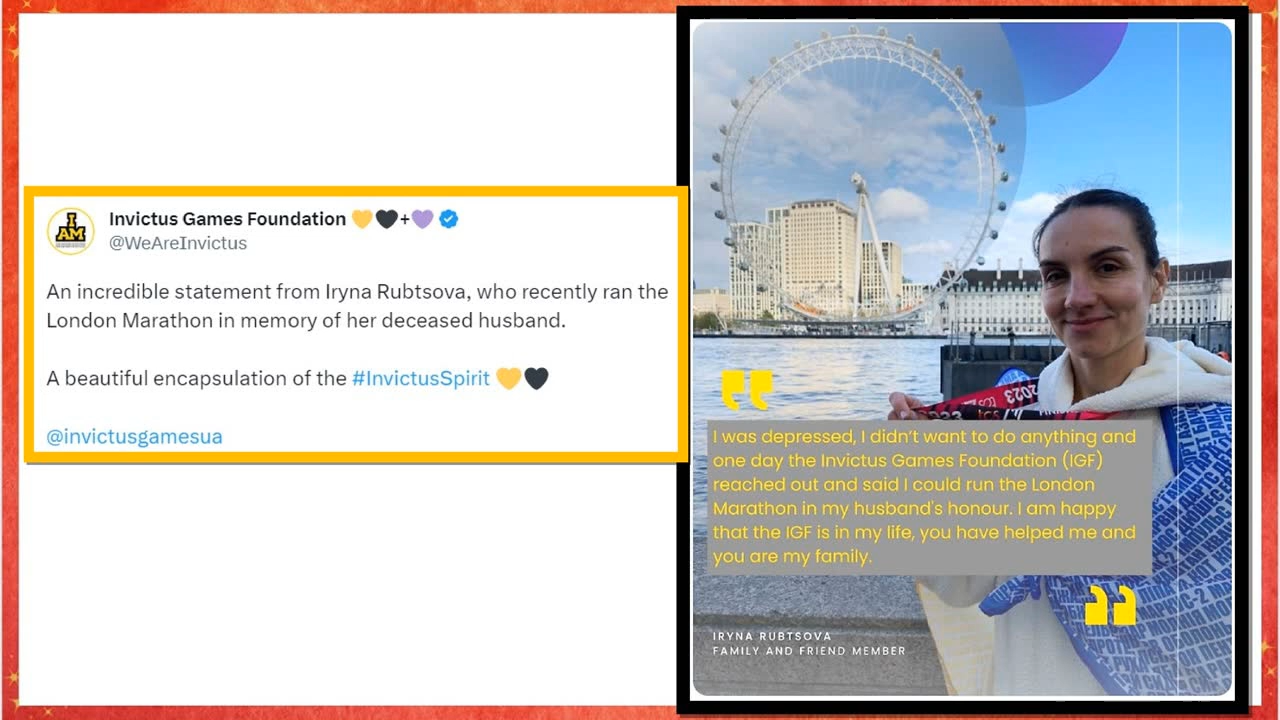 I
AM
Invictus Games Foundation 💛🖤+💜
@WeAreInvictus
An incredible statement from Iryna Rubtsova, who recently ran the
London Marathon in memory of her deceased husband.
A beautiful encapsulation of the #InvictusSpirit 💛🖤
@invictusgamesua
2023
TCS
I was depressed, I didn't want to do anything and
one day the Invictus Games Foundation (IGF)
reached out and said I could run the London
Marathon in my husband's honour. I am happy
that the IGF is in my life, you have helped me and
you are my family.
IRYNA RUBTSOVA
FAMILY AND FRIEND MEMBER